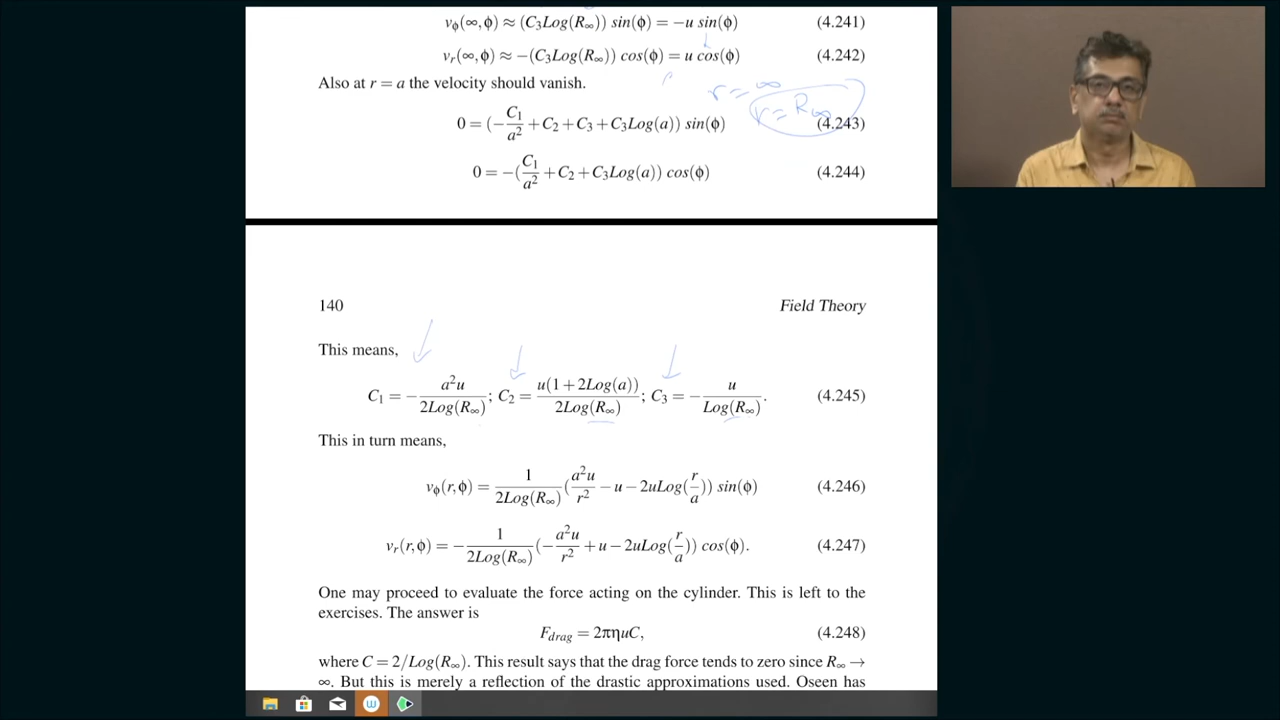 v_ϕ(∞,ϕ) ≈ (C₃Log(R_∞)) sin(ϕ) = −u sin(ϕ) (4.241)
v_r(∞,ϕ) ≈ −(C₃Log(R_∞)) cos(ϕ) = u cos(ϕ) (4.242)
Also at r = a the velocity should vanish.
r = ∞
r = R_∞
0 = (−C₁/a² + C₂ + C₃ + C₃Log(a)) sin(ϕ) (4.243)
0 = −(C₁/a² + C₂ + C₃Log(a)) cos(ϕ) (4.244)
140 Field Theory
This means,
C₁ = −a²u/2Log(R_∞); C₂ = u(1+2Log(a))/2Log(R_∞); C₃ = −u/Log(R_∞). (4.245)
This in turn means,
v_ϕ(r,ϕ) = 1/2Log(R_∞) (a²u/r² − u − 2uLog(r/a)) sin(ϕ) (4.246)
v_r(r,ϕ) = −1/2Log(R_∞) (−a²u/r² + u − 2uLog(r/a)) cos(ϕ). (4.247)
One may proceed to evaluate the force acting on the cylinder. This is left to the
exercises. The answer is
F_drag = 2πηuC, (4.248)
where C = 2/Log(R_∞). This result says that the drag force tends to zero since R_∞ →
∞. But this is merely a reflection of the drastic approximations used. Oseen has